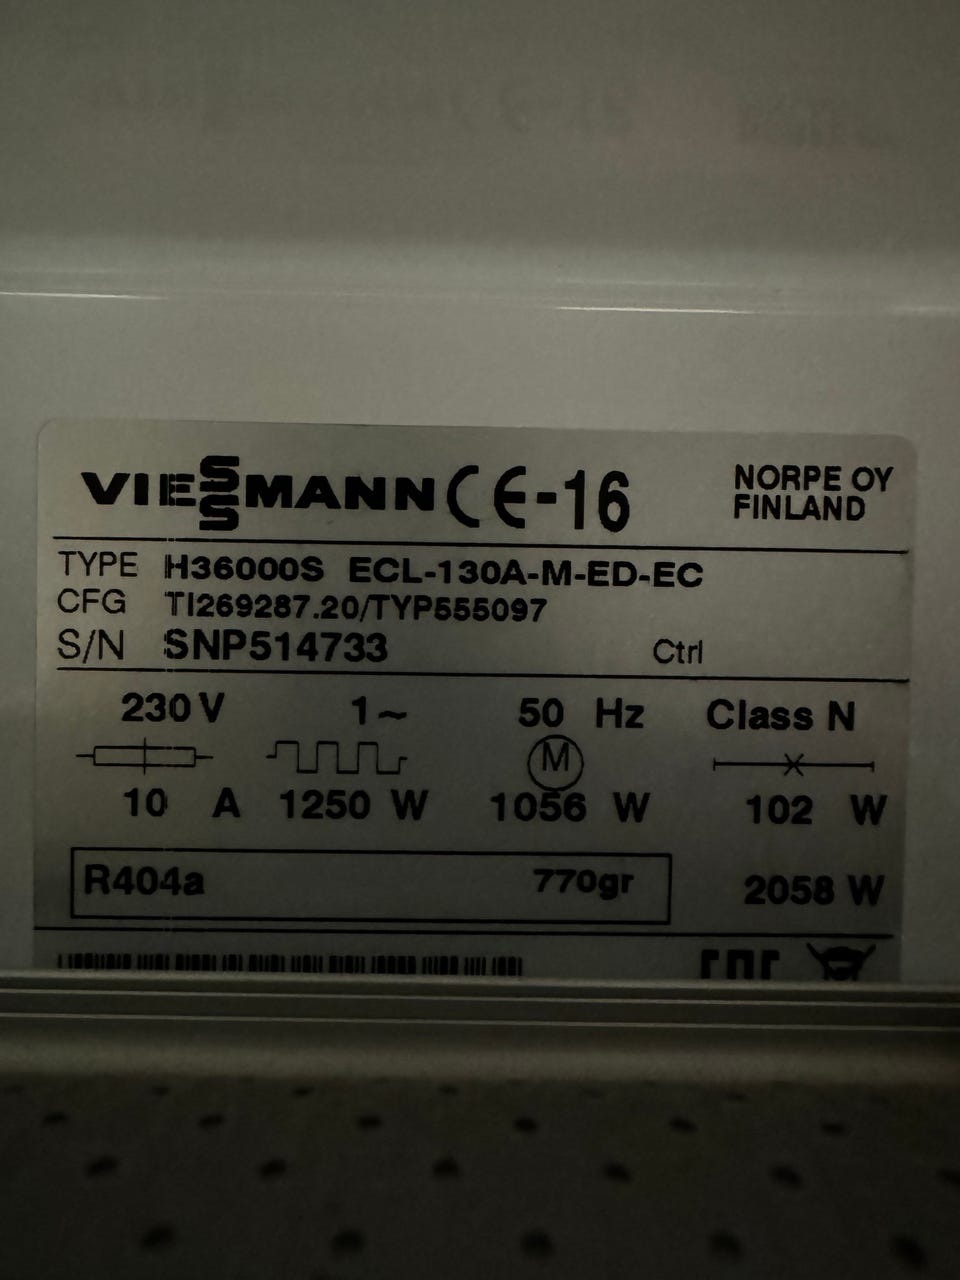 VIESSMANN CE-16 NORPE OY
FINLAND
TYPE H36000S ECL-130A-M-ED-EC
CFG TI269287.20/TYP555097
S/N SNP514733 Ctrl
230 V 1~ 50 Hz Class N
M
10 A 1250 W 1056 W 102 W
R404a 770gr 2058 W